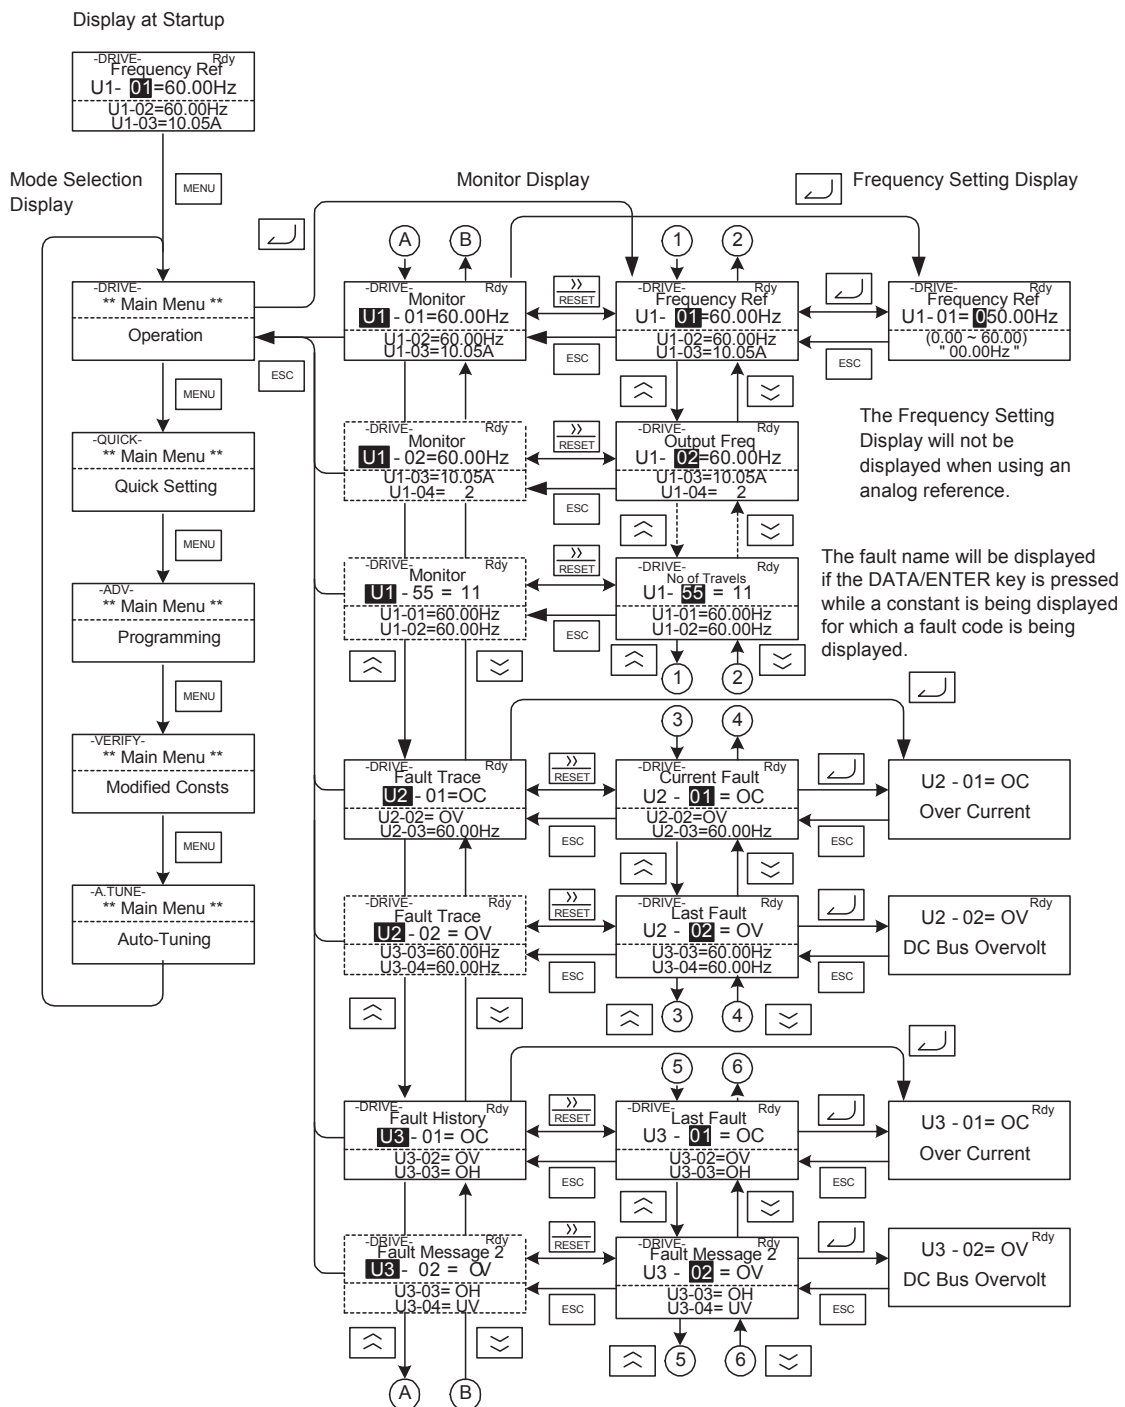 Display at Startup
-DRIVE- Rdy
Frequency Ref
U1- 01=60.00Hz
U1-02=60.00Hz
U1-03=10.05A
Mode Selection
Display
MENU
Monitor Display
Frequency Setting Display
A
B
1
2
-DRIVE-
** Main Menu **
Operation
-DRIVE- Rdy
Monitor
U1 - 01=60.00Hz
U1-02=60.00Hz
U1-03=10.05A
>>
RESET
ESC
-DRIVE- Rdy
Frequency Ref
U1- 01=60.00Hz
U1-02=60.00Hz
U1-03=10.05A
ESC
-DRIVE- Rdy
Frequency Ref
U1-01= 050.00Hz
(0.00 ~ 60.00)
" 00.00Hz "
ESC
MENU
-QUICK-
** Main Menu **
Quick Setting
-DRIVE- Rdy
Monitor
U1 - 02=60.00Hz
U1-03=10.05A
U1-04= 2
>>
RESET
ESC
-DRIVE- Rdy
Output Freq
U1- 02=60.00Hz
U1-03=10.05A
U1-04= 2
The Frequency Setting
Display will not be
displayed when using an
analog reference.
MENU
-ADV-
** Main Menu **
Programming
-DRIVE- Rdy
Monitor
U1 - 55 = 11
U1-01=60.00Hz
U1-02=60.00Hz
>>
RESET
ESC
-DRIVE- Rdy
No of Travels
U1- 55 = 11
U1-01=60.00Hz
U1-02=60.00Hz
1
2
The fault name will be displayed
if the DATA/ENTER key is pressed
while a constant is being displayed
for which a fault code is being
displayed.
MENU
-VERIFY-
** Main Menu **
Modified Consts
3
4
-DRIVE- Rdy
Fault Trace
U2 - 01=OC
U2-02= OV
U2-03=60.00Hz
>>
RESET
ESC
-DRIVE- Rdy
Current Fault
U2 - 01 = OC
U2-02=OV
U2-03=60.00Hz
ESC
U2 - 01= OC
Over Current
MENU
-A.TUNE-
** Main Menu **
Auto-Tuning
-DRIVE- Rdy
Fault Trace
U2 - 02 = OV
U3-03=60.00Hz
U3-04=60.00Hz
>>
RESET
ESC
-DRIVE- Rdy
Last Fault
U2 - 02 = OV
U3-03=60.00Hz
U3-04=60.00Hz
ESC
Rdy
U2 - 02= OV
DC Bus Overvolt
3
4
5
6
-DRIVE- Rdy
Fault History
U3 - 01= OC
U3-02= OV
U3-03= OH
>>
RESET
ESC
-DRIVE- Rdy
Last Fault
U3 - 01 = OC
U3-02=OV
U3-03=OH
ESC
Rdy
U3 - 01= OC
Over Current
-DRIVE- Rdy
Fault Message 2
U3 - 02 = OV
U3-03= OH
U3-04= UV
>>
RESET
ESC
-DRIVE- Rdy
Fault Message 2
U3 - 02 = OV
U3-03= OH
U3-04= UV
ESC
Rdy
U3 - 02= OV
DC Bus Overvolt
5
6
A
B